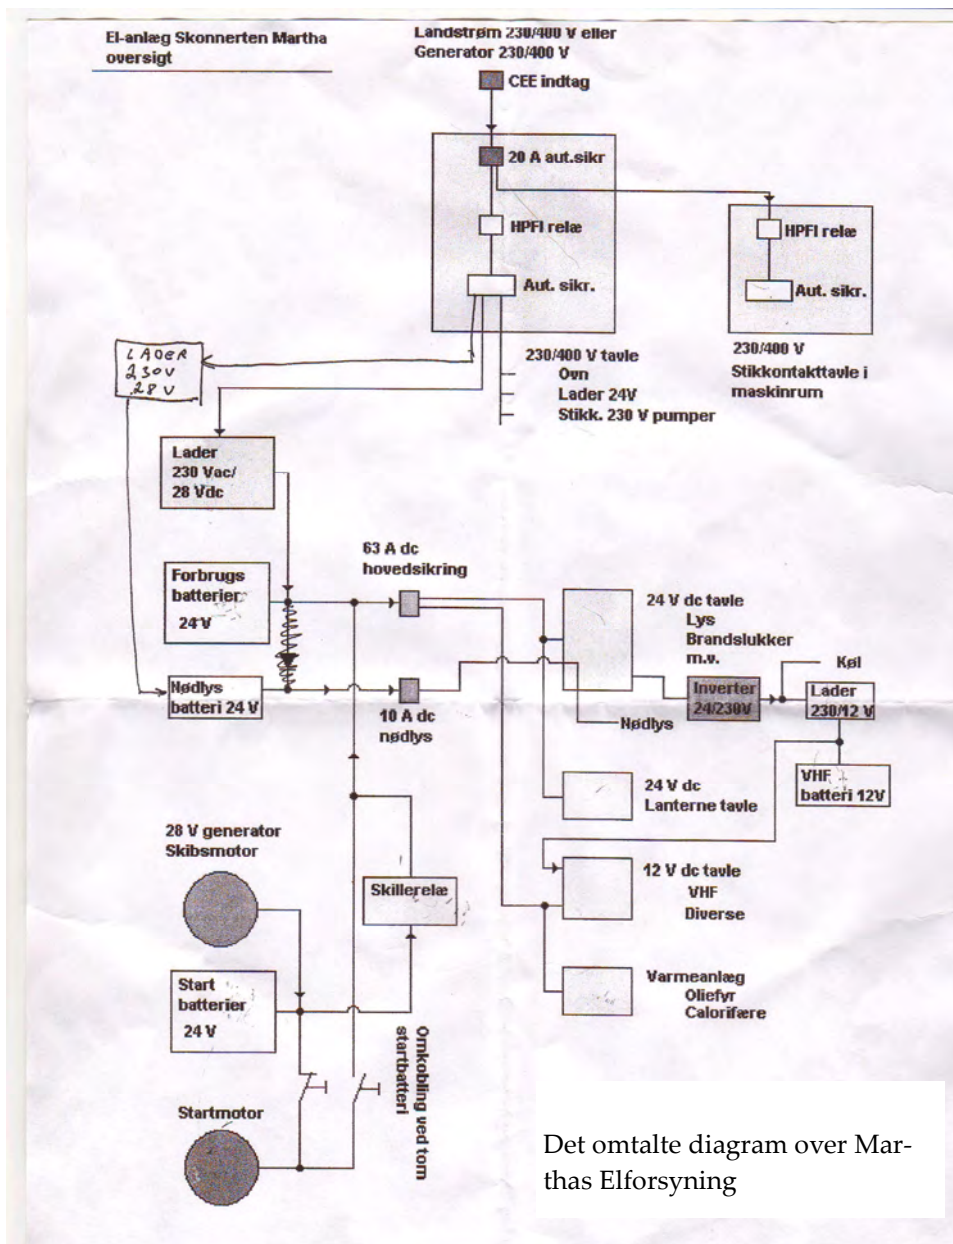 El-anlæg Skonnerten Martha
oversigt
Landstrøm 230/400 V eller
Generator 230/400 V
CEE indtag
20 A aut.sikr
HPFI relæ
Aut. sikr.
HPFI relæ
Aut. sikr.
230/400 V
Stikkontakttavle i
maskinrum
230/400 V tavle
Ovn
Lader 24V
Stikk. 230 V pumper
LADER
230V
28 V
Lader
230 Vac/
28 Vdc
63 A dc
hovedsikring
Forbrugs
batterier
24 V
24 V dc tavle
Lys
Brandslukker
m.v.
Køl
Nødlys
batteri 24 V
10 A dc
nødlys
Inverter
24/230V
Lader
230/12 V
Nødlys
VHF
batteri 12V
24 V dc
Lanterne tavle
28 V generator
Skibsmotor
Skillerelæ
12 V dc tavle
VHF
Diverse
Start
batterier
24 V
Varmeanlæg
Oliefyr
Calorifære
Omkobling ved tom
startbatteri
Startmotor
Det omtalte diagram over Mar-
thas Elforsyning